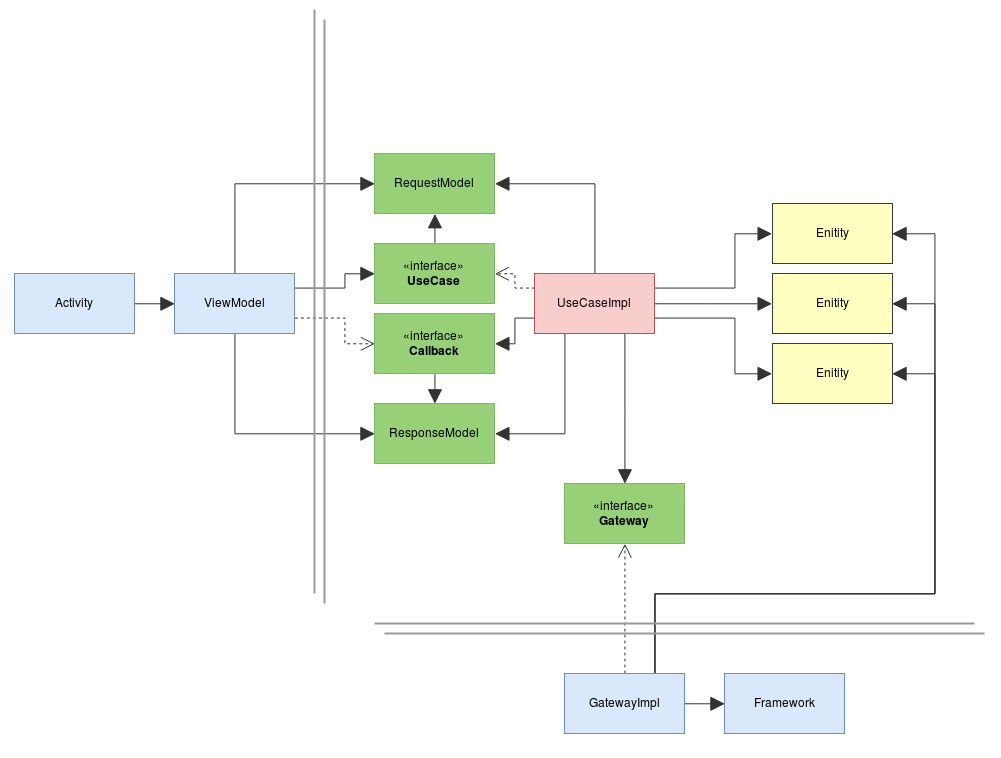 RequestModel
«interface»
UseCase
Activity
ViewModel
UseCaseImpl
«interface»
Callback
ResponseModel
Enitity
Enitity
Enitity
«interface»
Gateway
GatewayImpl
Framework